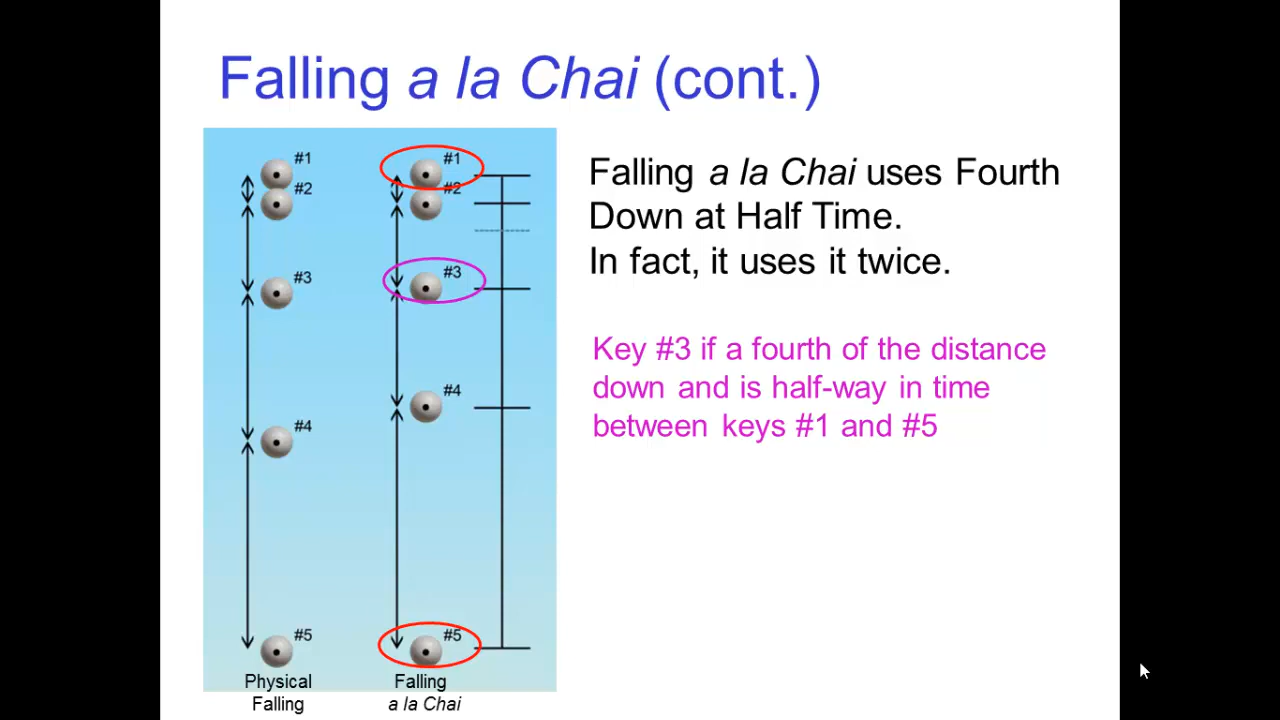 Falling a la Chai (cont.)
#1
#2
#3
#4
#5
Physical
Falling
#1
#2
#3
#4
#5
Falling
a la Chai
Falling a la Chai uses Fourth
Down at Half Time.
In fact, it uses it twice.
Key #3 if a fourth of the distance
down and is half-way in time
between keys #1 and #5